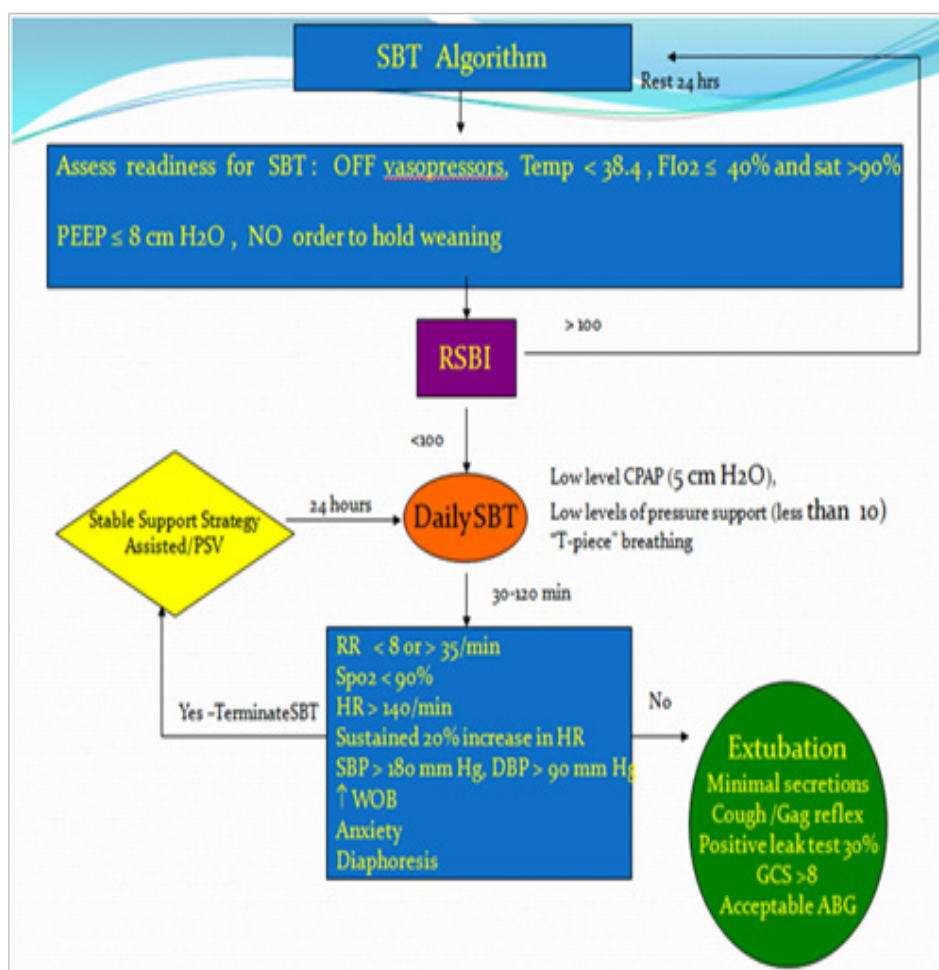 SBT Algorithm
Rest 24 hrs
Assess readiness for SBT : OFF vasopressors, Temp < 38.4 , FIo2 ≤ 40% and sat >90%
PEEP ≤ 8 cm H2O , NO order to hold weaning
> 100
RSBI
<100
Stable Support Strategy
Assisted/PSV
24 hours
DailySBT
Low level CPAP (5 cm H2O),
Low levels of pressure support (less than 10)
"T-piece" breathing
30-120 min
RR < 8 or > 35/min
Spo2 < 90%
HR > 140/min
Sustained 20% increase in HR
SBP > 180 mm Hg, DBP > 90 mm Hg
↑ WOB
Anxiety
Diaphoresis
Yes –TerminateSBT
No
Extubation
Minimal secretions
Cough /Gag reflex
Positive leak test 30%
GCS >8
Acceptable ABG